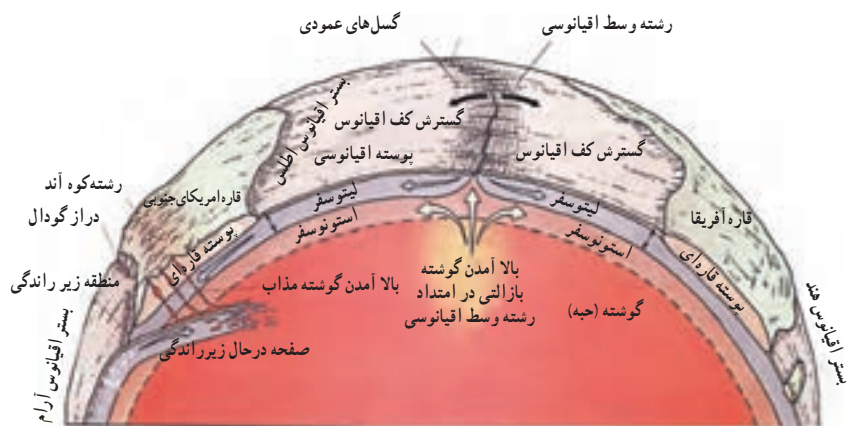 رشته وسط اقیانوسی
گسل‌های عمودی
بستر اقیانوس اطلس
گسترش کف اقیانوس
پوسته اقیانوسی
گسترش کف اقیانوس
رشته‌کوه آند
دراز گودال
قاره امریکای‌جنوبی
قاره آفریقا
لیتوسفر
استونوسفر
لیتوسفر
استونوسفر
پوسته قاره‌ای
پوسته قاره‌ای
منطقه زیر راندگی
بالا آمدن گوشته مذاب
بالا آمدن گوشته
بازالتی در امتداد
رشته وسط اقیانوسی
گوشته (حبه)
صفحه درحال زیرراندگی
بستر اقیانوس آرام
بستر اقیانوس هند